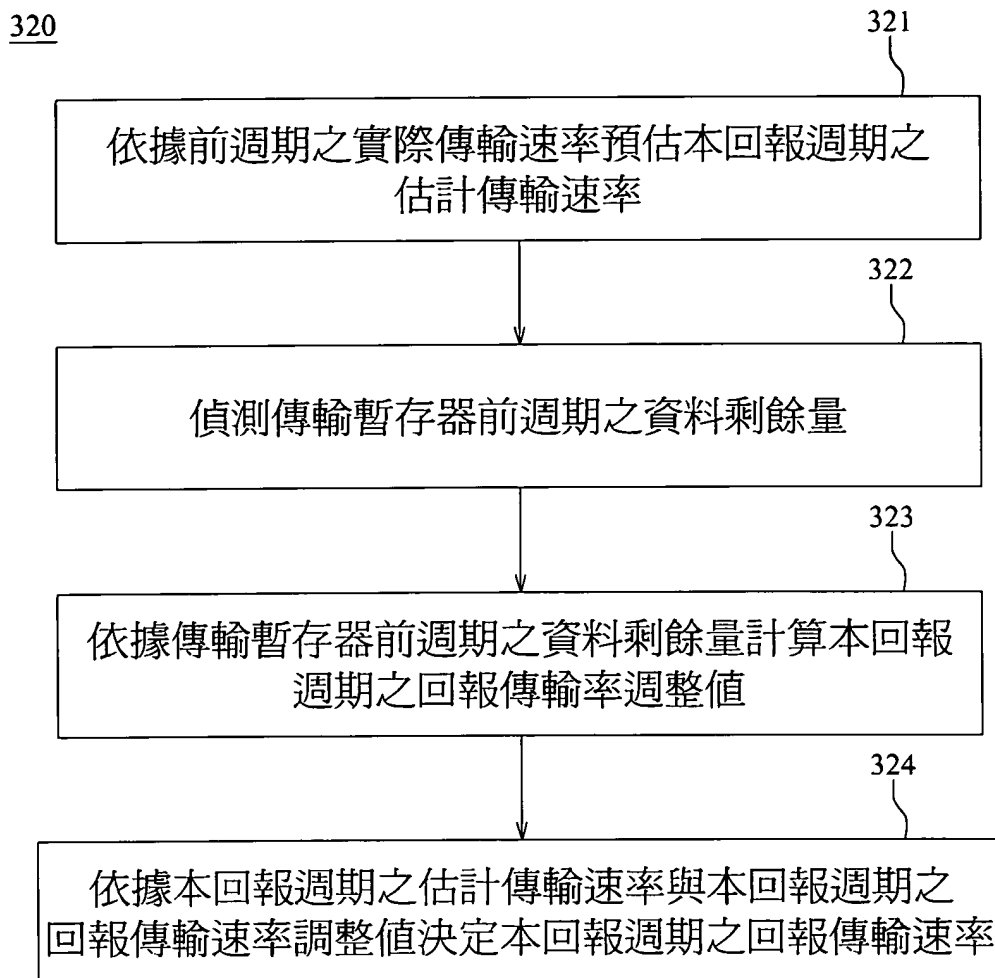 320
321
依據前週期之實際傳輸速率預估本回報週期之
估計傳輸速率
322
偵測傳輸暫存器前週期之資料剩餘量
323
依據傳輸暫存器前週期之資料剩餘量計算本回報
週期之回報傳輸率調整值
324
依據本回報週期之估計傳輸速率與本回報週期之
回報傳輸速率調整值決定本回報週期之回報傳輸速率